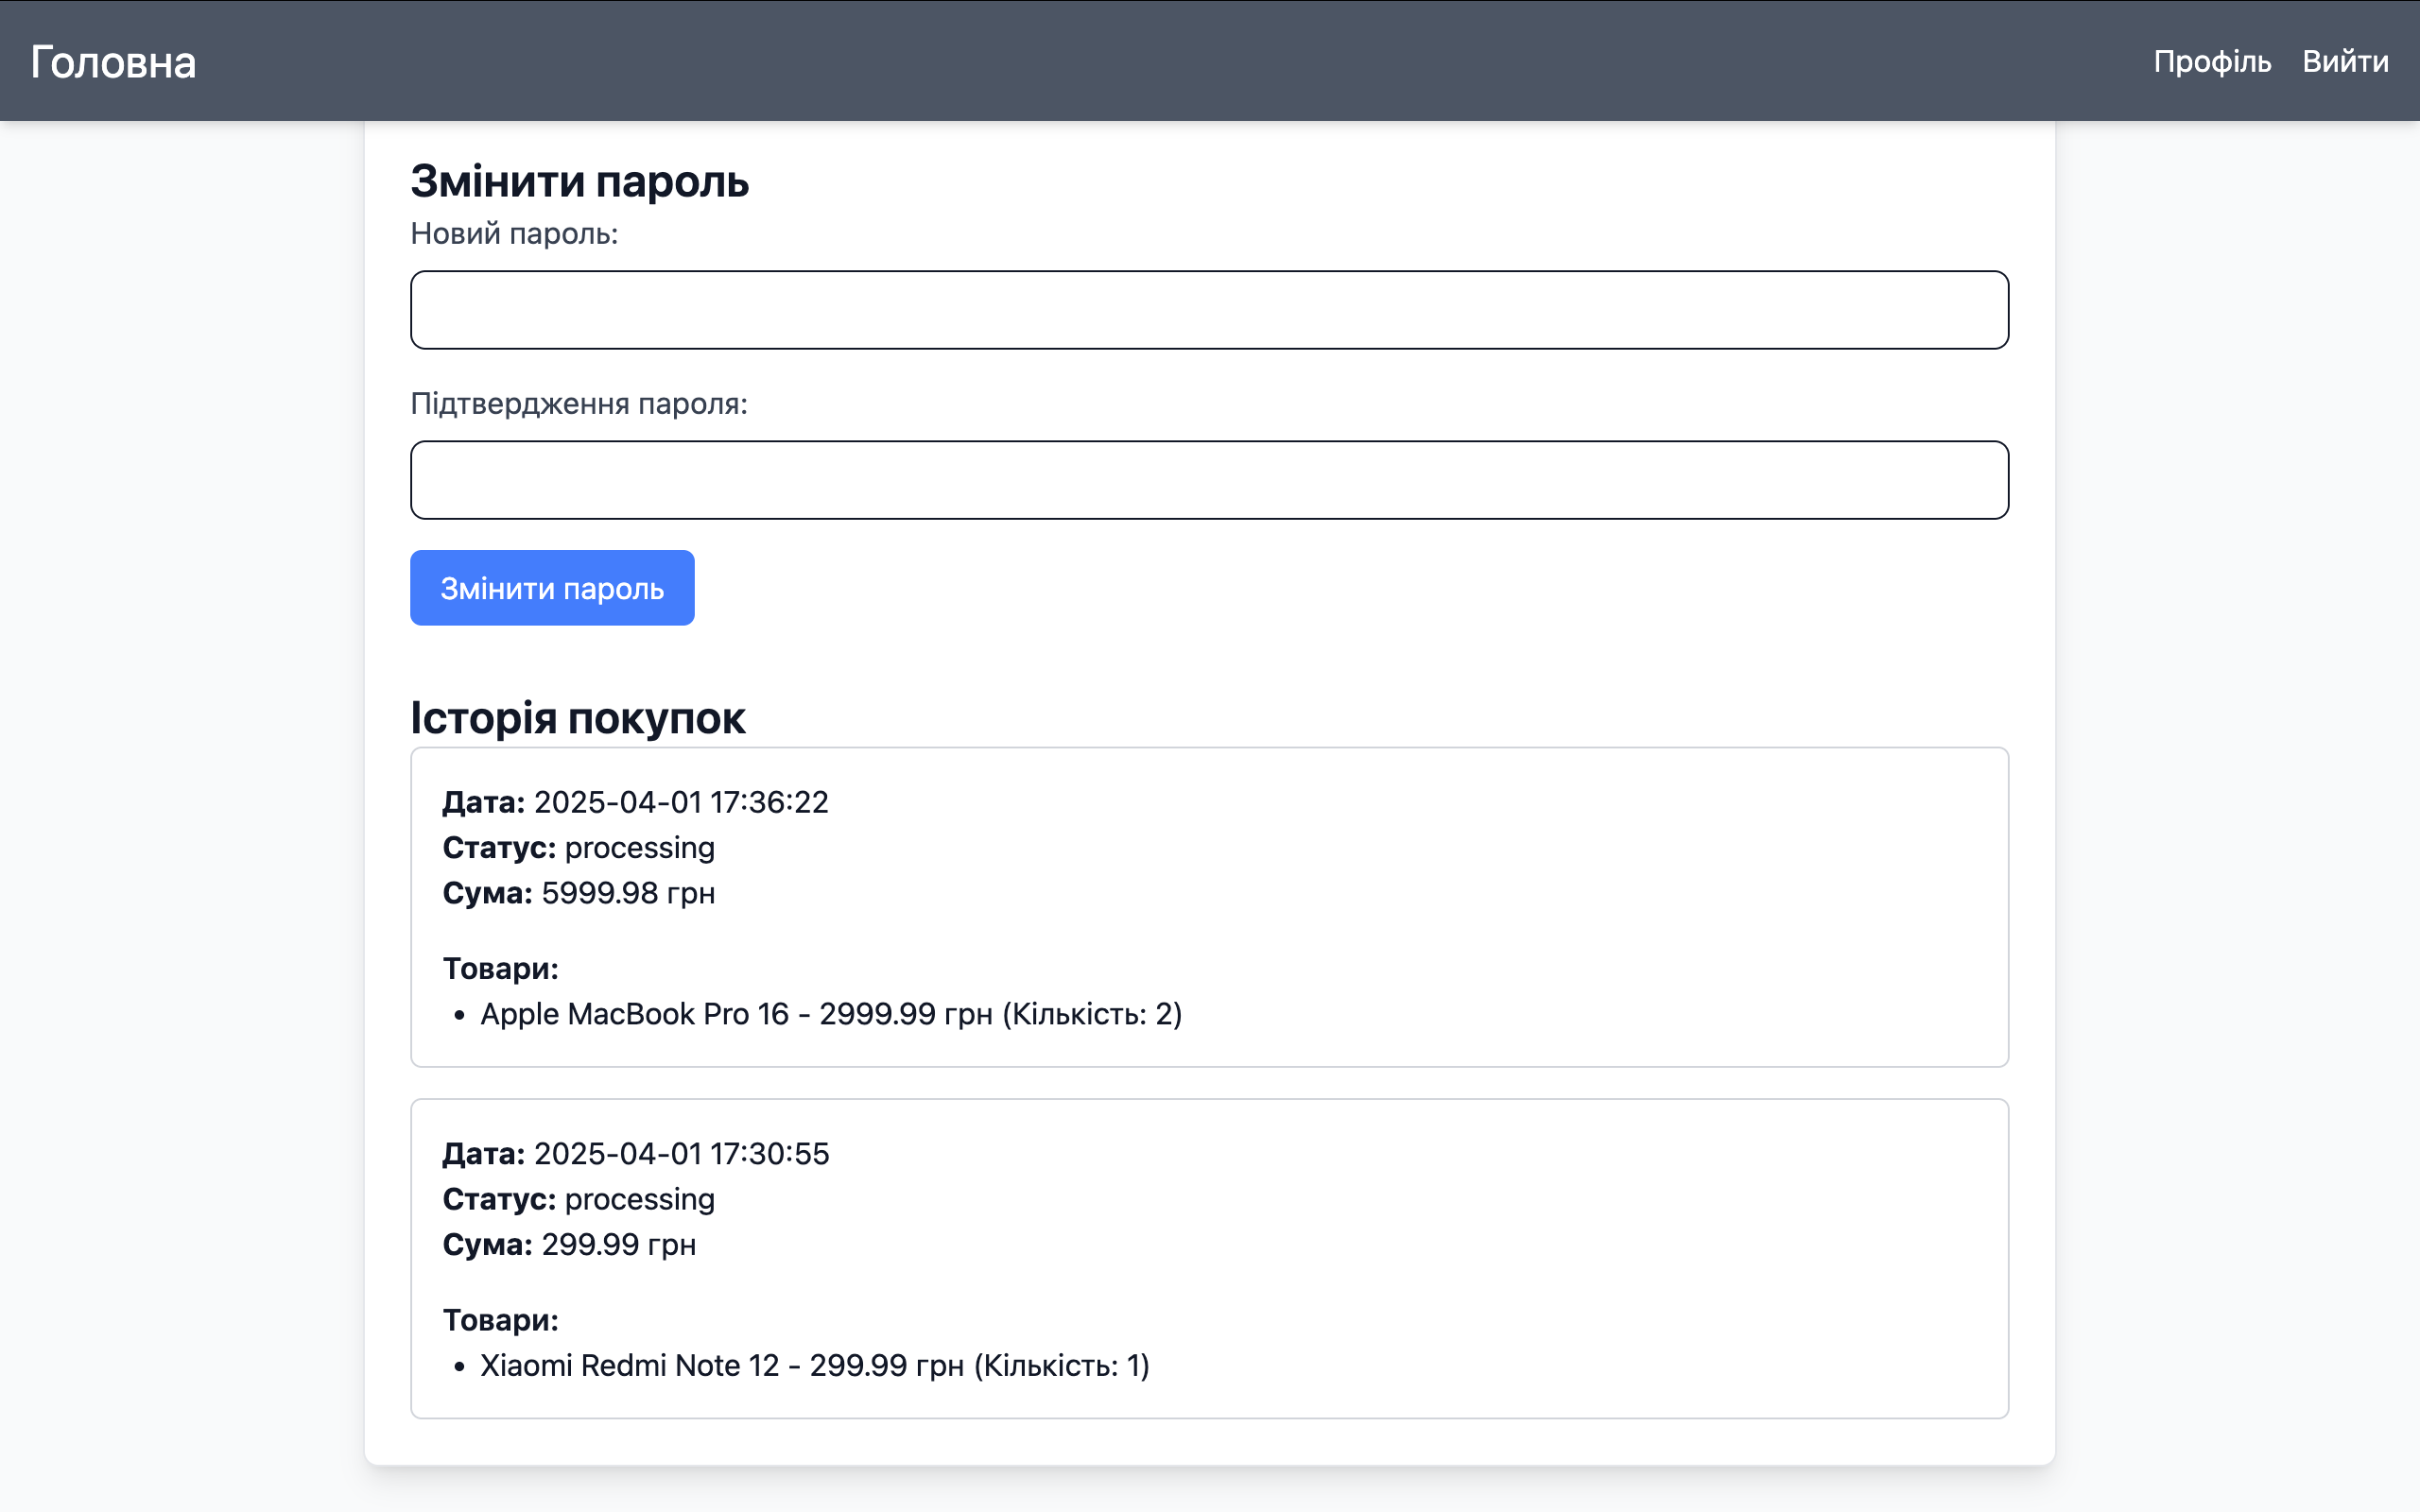 Головна
Профіль
Вийти
Змінити пароль
Новий пароль:
Підтвердження пароля:
Змінити пароль
Історія покупок
Дата: 2025-04-01 17:36:22
Статус: processing
Сума: 5999.98 грн
Товари:
• Apple MacBook Pro 16 - 2999.99 грн (Кількість: 2)
Дата: 2025-04-01 17:30:55
Статус: processing
Сума: 299.99 грн
Товари:
• Xiaomi Redmi Note 12 - 299.99 грн (Кількість: 1)